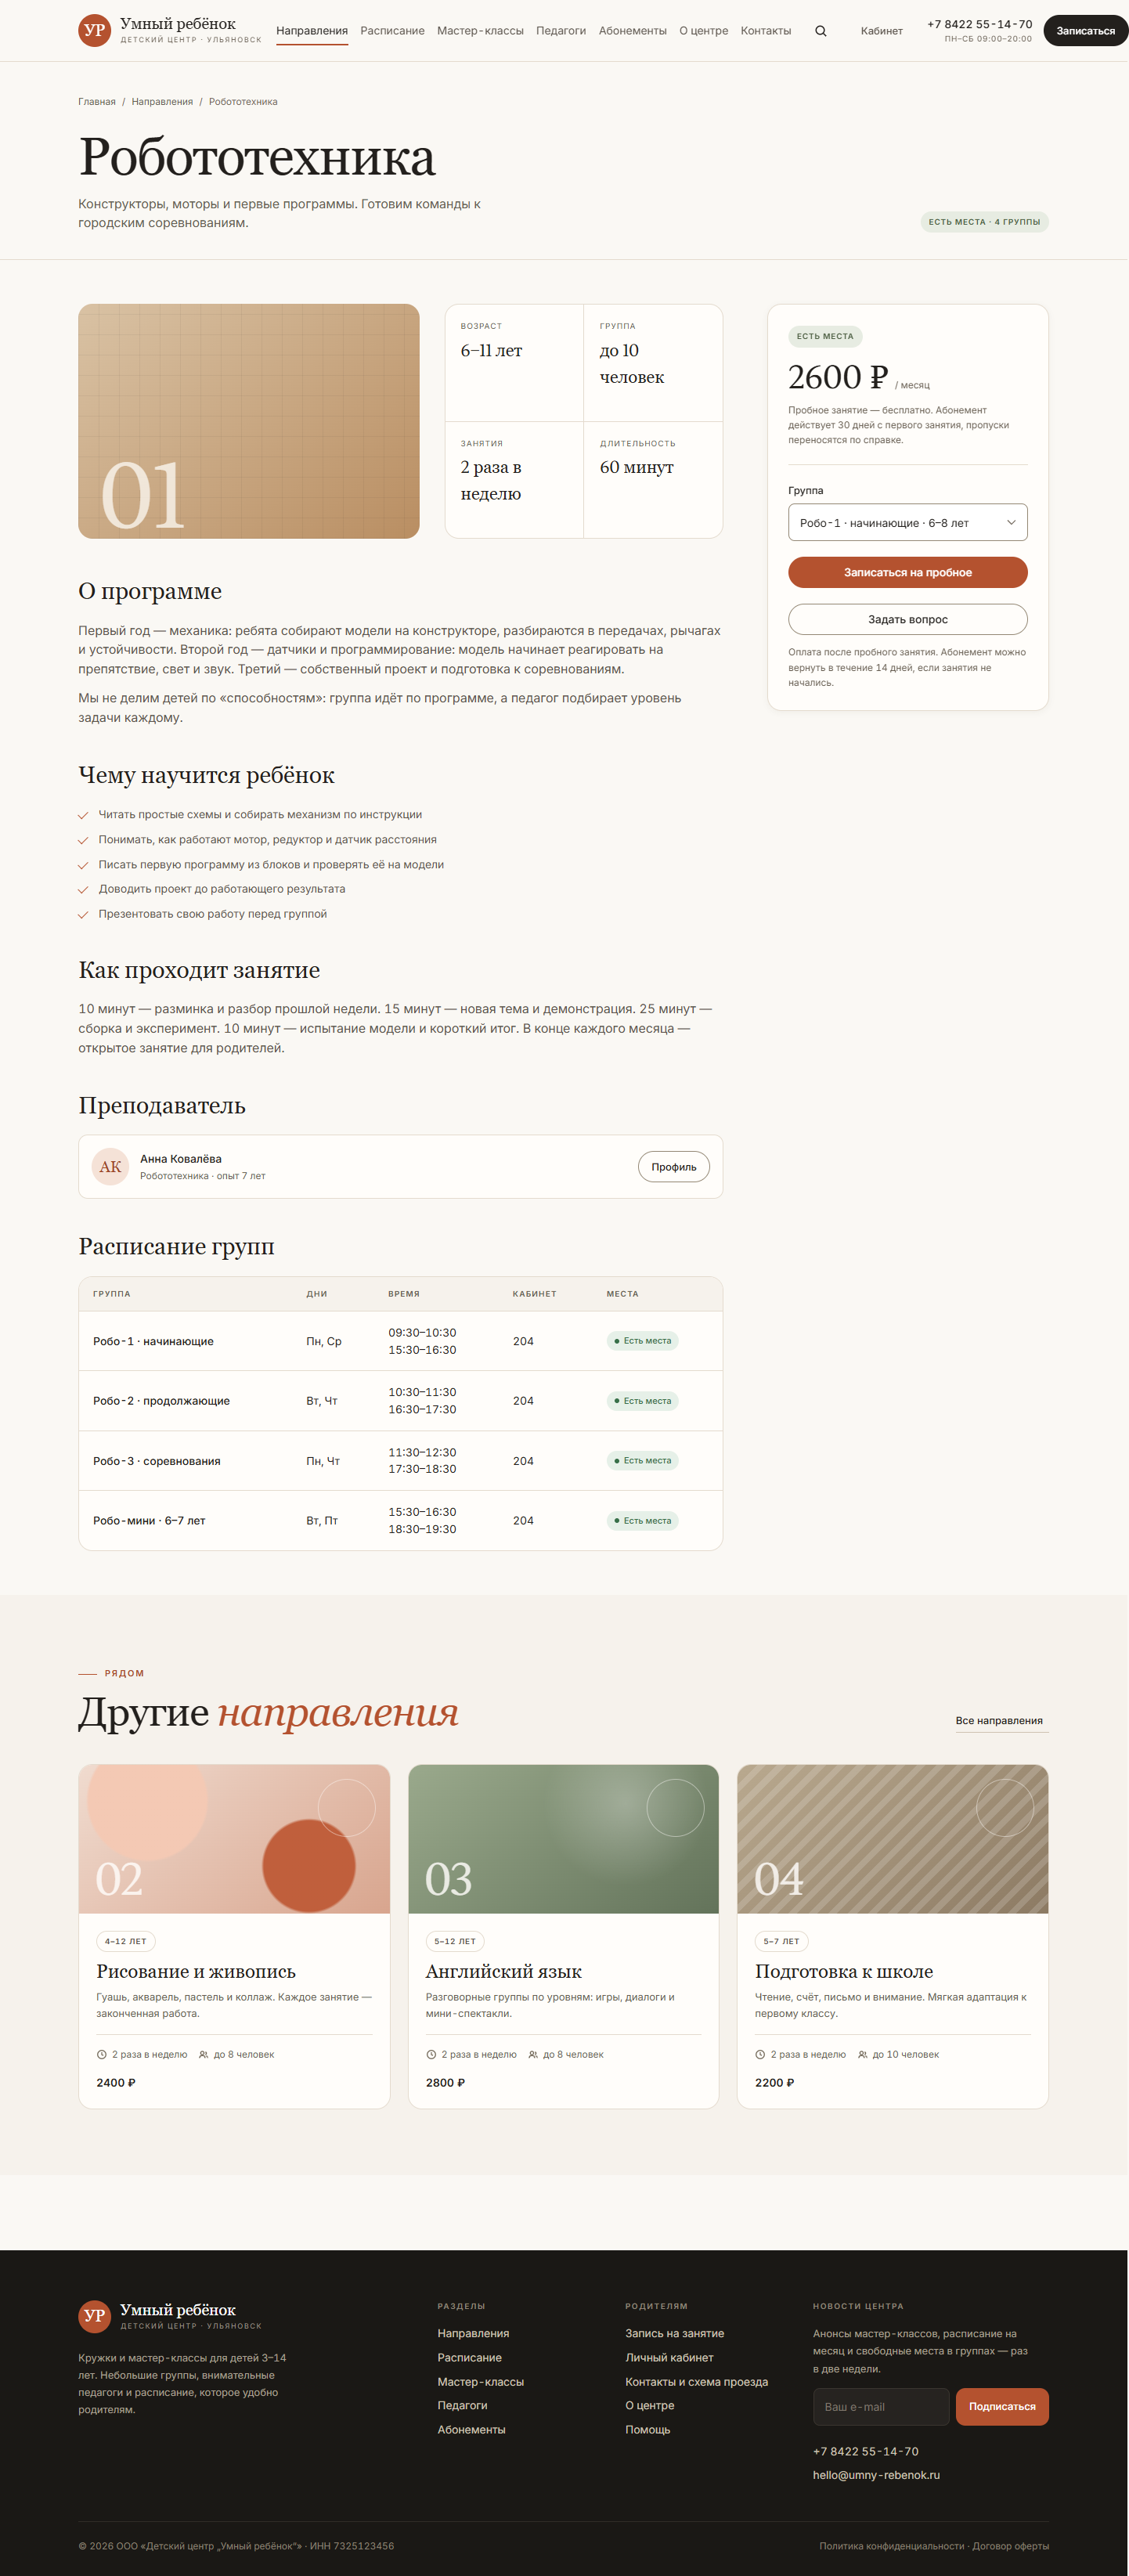 УР
Умный ребёнок
ДЕТСКИЙ ЦЕНТР · УЛЬЯНОВСК
Направления
Расписание
Мастер-классы
Педагоги
Абонементы
О центре
Контакты
Кабинет
+7 8422 55-14-70
ПН–СБ 09:00–20:00
Записаться
Главная / Направления / Робототехника
Робототехника
Конструкторы, моторы и первые программы. Готовим команды к
городским соревнованиям.
ЕСТЬ МЕСТА · 4 ГРУППЫ
01
ВОЗРАСТ
6–11 лет
ГРУППА
до 10
человек
ЗАНЯТИЯ
2 раза в
неделю
ДЛИТЕЛЬНОСТЬ
60 минут
ЕСТЬ МЕСТА
2600 ₽ / месяц
Пробное занятие — бесплатно. Абонемент
действует 30 дней с первого занятия, пропуски
переносятся по справке.
Группа
Робо-1 · начинающие · 6–8 лет
Записаться на пробное
Задать вопрос
Оплата после пробного занятия. Абонемент можно
вернуть в течение 14 дней, если занятия не
начались.
О программе
Первый год — механика: ребята собирают модели на конструкторе, разбираются в передачах, рычагах
и устойчивости. Второй год — датчики и программирование: модель начинает реагировать на
препятствие, свет и звук. Третий — собственный проект и подготовка к соревнованиям.
Мы не делим детей по «способностям»: группа идёт по программе, а педагог подбирает уровень
задачи каждому.
Чему научится ребёнок
Читать простые схемы и собирать механизм по инструкции
Понимать, как работают мотор, редуктор и датчик расстояния
Писать первую программу из блоков и проверять её на модели
Доводить проект до работающего результата
Презентовать свою работу перед группой
Как проходит занятие
10 минут — разминка и разбор прошлой недели. 15 минут — новая тема и демонстрация. 25 минут —
сборка и эксперимент. 10 минут — испытание модели и короткий итог. В конце каждого месяца —
открытое занятие для родителей.
Преподаватель
АК
Анна Ковалёва
Робототехника · опыт 7 лет
Профиль
Расписание групп
ГРУППА ДНИ ВРЕМЯ КАБИНЕТ МЕСТА
Робо-1 · начинающие Пн, Ср 09:30–10:30 204 Есть места
15:30–16:30
Робо-2 · продолжающие Вт, Чт 10:30–11:30 204 Есть места
16:30–17:30
Робо-3 · соревнования Пн, Чт 11:30–12:30 204 Есть места
17:30–18:30
Робо-мини · 6–7 лет Вт, Пт 15:30–16:30 204 Есть места
18:30–19:30
РЯДОМ
Другие направления
Все направления
02
4–12 ЛЕТ
Рисование и живопись
Гуашь, акварель, пастель и коллаж. Каждое занятие —
законченная работа.
2 раза в неделю до 8 человек
2400 ₽
03
5–12 ЛЕТ
Английский язык
Разговорные группы по уровням: игры, диалоги и
мини-спектакли.
2 раза в неделю до 8 человек
2800 ₽
04
5–7 ЛЕТ
Подготовка к школе
Чтение, счёт, письмо и внимание. Мягкая адаптация к
первому классу.
2 раза в неделю до 10 человек
2200 ₽
УР
Умный ребёнок
ДЕТСКИЙ ЦЕНТР · УЛЬЯНОВСК
Кружки и мастер-классы для детей 3–14
лет. Небольшие группы, внимательные
педагоги и расписание, которое удобно
родителям.
РАЗДЕЛЫ
Направления
Расписание
Мастер-классы
Педагоги
Абонементы
РОДИТЕЛЯМ
Запись на занятие
Личный кабинет
Контакты и схема проезда
О центре
Помощь
НОВОСТИ ЦЕНТРА
Анонсы мастер-классов, расписание на
месяц и свободные места в группах — раз
в две недели.
Ваш e-mail
Подписаться
+7 8422 55-14-70
hello@umny-rebenok.ru
© 2026 ООО «Детский центр „Умный ребёнок“» · ИНН 7325123456
Политика конфиденциальности · Договор оферты